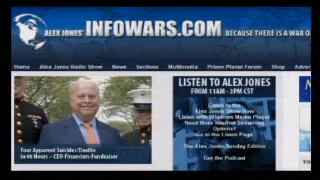 ALEX JONES' INFOWARS.COM BECAUSE THERE IS A WAR O
Home Alex Jones Radio Show News Sections Multimedia Prison Planet Forum Shop Adver
LISTEN TO ALEX JONES
FROM 11AM - 3PM CST
Listen to the
Alex Jones Show Now
Listen with Windows Media Player
Need More Internet Streaming
Options?
Go to the Listen Page
The Alex Jones Sunday Edition
Get the Podcast
Four Apparent Suicides/Deaths
in 48 Hours – CEO-Financiers-Fundraiser